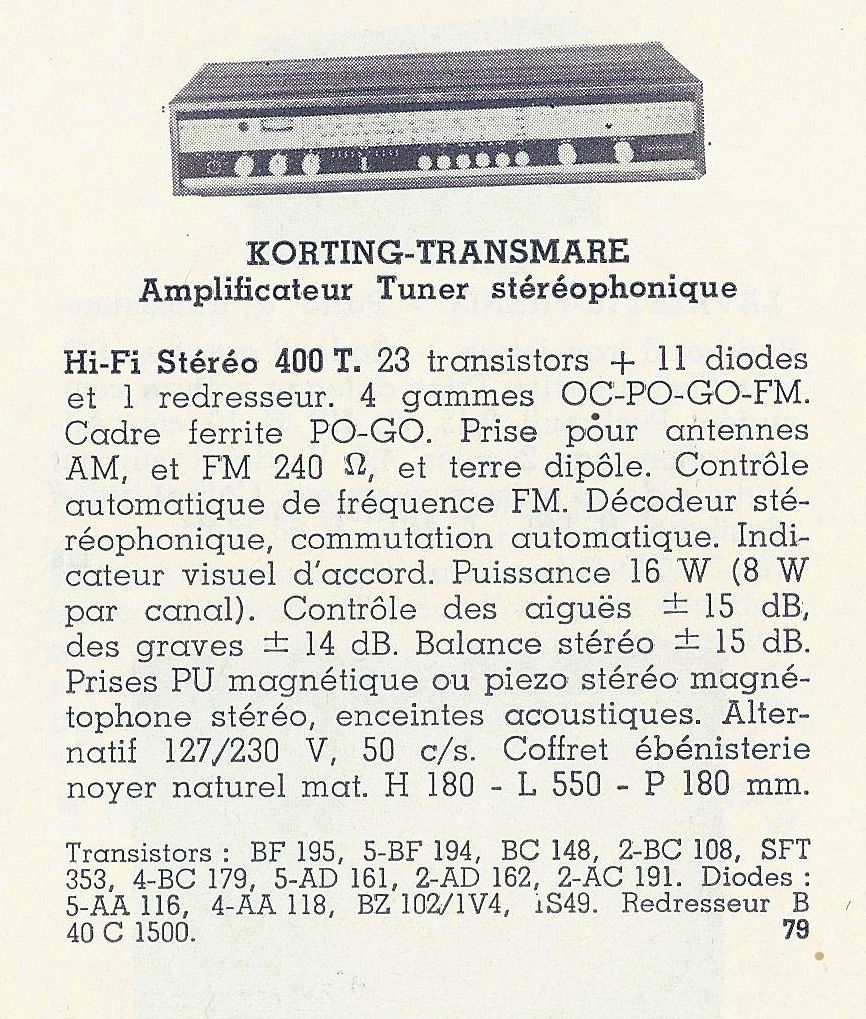 KORTING-TRANSMARE
Amplificateur Tuner stéréophonique
Hi-Fi Stéréo 400 T. 23 transistors + 11 diodes
et 1 redresseur. 4 gammes OC-PO-GO-FM.
Cadre ferrite PO-GO. Prise pour antennes
AM, et FM 240 Ω, et terre dipôle. Contrôle
automatique de fréquence FM. Décodeur sté-
réophonique, commutation automatique. Indi-
cateur visuel d'accord. Puissance 16 W (8 W
par canal). Contrôle des aiguës ± 15 dB,
des graves ± 14 dB. Balance stéréo ± 15 dB.
Prises PU magnétique ou piezo stéréo magné-
tophone stéréo, enceintes acoustiques. Alter-
natif 127/230 V, 50 c/s. Coffret ébénisterie
noyer naturel mat. H 180 - L 550 - P 180 mm.
Transistors : BF 195, 5-BF 194, BC 148, 2-BC 108, SFT
353, 4-BC 179, 5-AD 161, 2-AD 162, 2-AC 191. Diodes :
5-AA 116, 4-AA 118, BZ 102/1V4, 1S49. Redresseur B
40 C 1500.
79